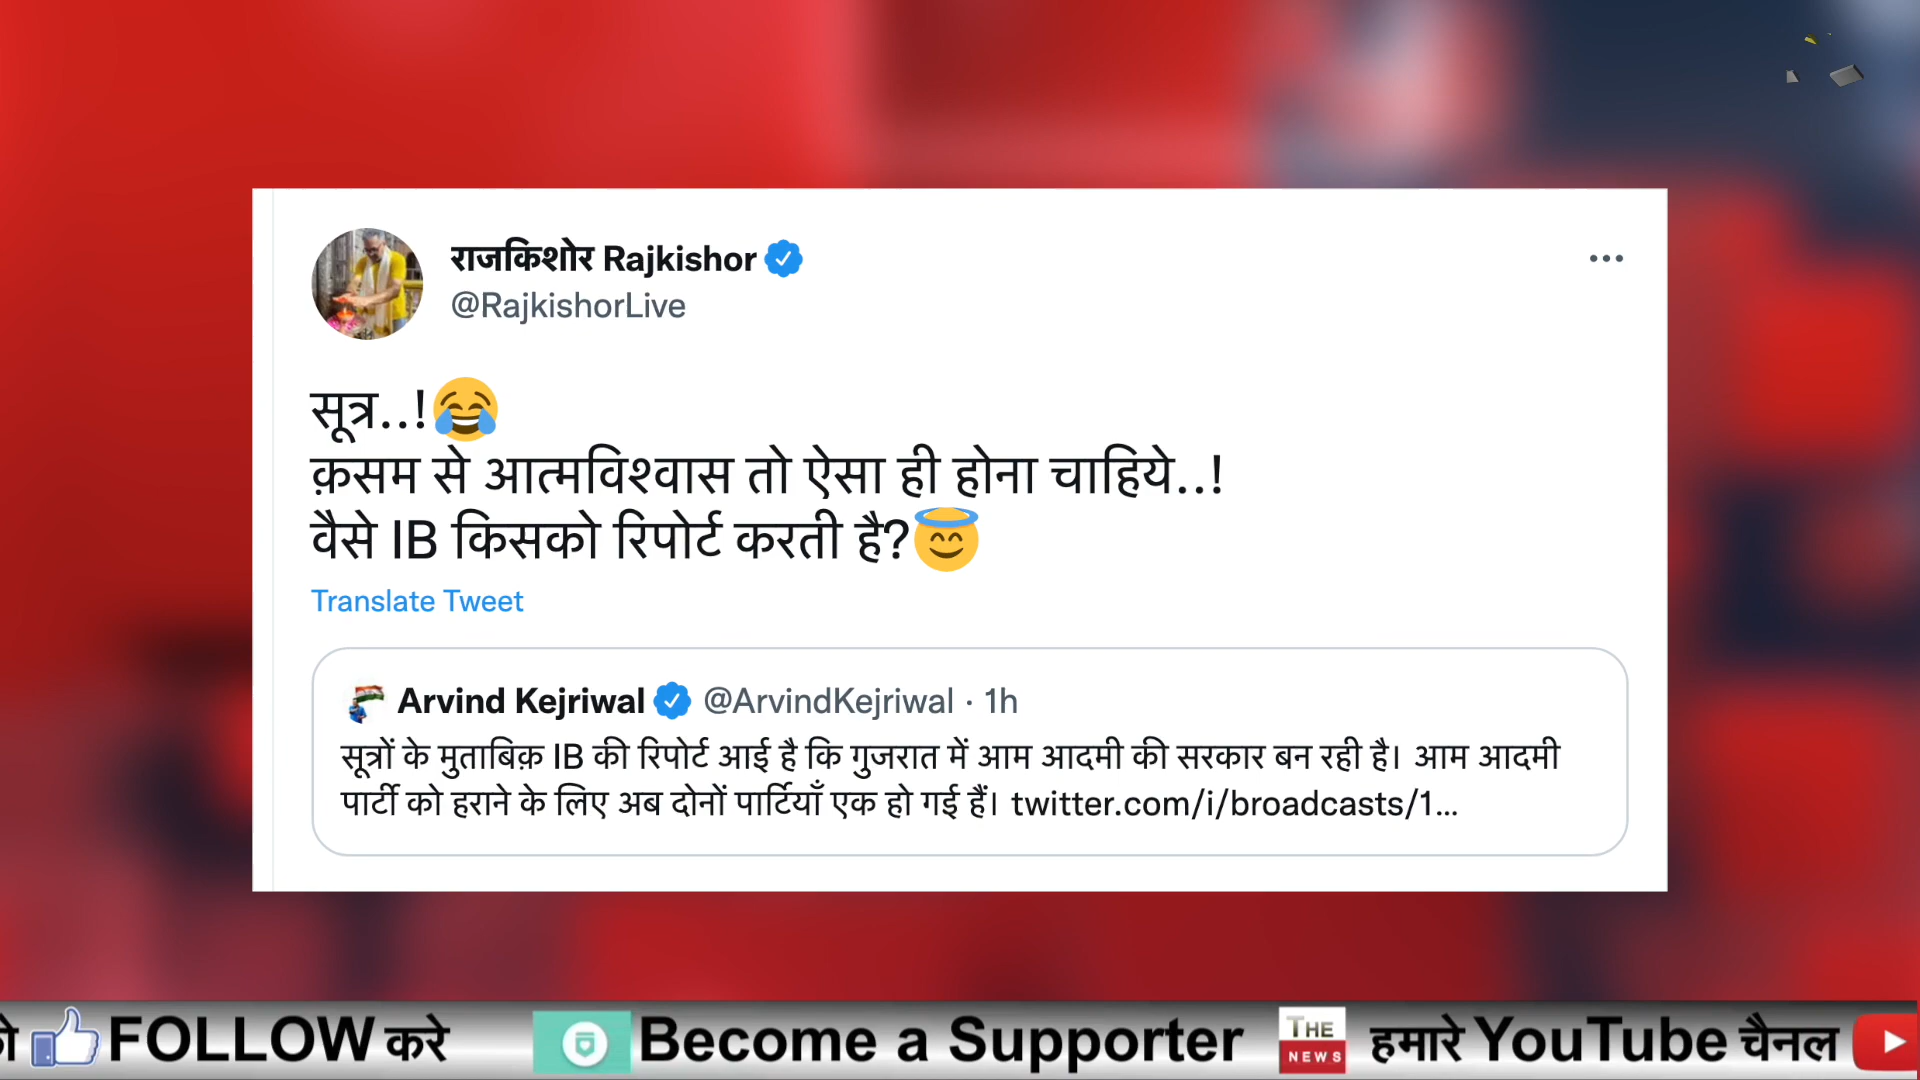 राजकिशोर Rajkishor
@RajkishorLive
सूत्र..!😂
क़सम से आत्मविश्वास तो ऐसा ही होना चाहिये..!
वैसे IB किसको रिपोर्ट करती है?😇
Translate Tweet
Arvind Kejriwal @ArvindKejriwal · 1h
सूत्रों के मुताबिक़ IB की रिपोर्ट आई है कि गुजरात में आम आदमी की सरकार बन रही है। आम आदमी
पार्टी को हराने के लिए अब दोनों पार्टियाँ एक हो गई हैं। twitter.com/i/broadcasts/1...
FOLLOW करे Become a Supporter THE NEWS हमारे YouTube चैनल